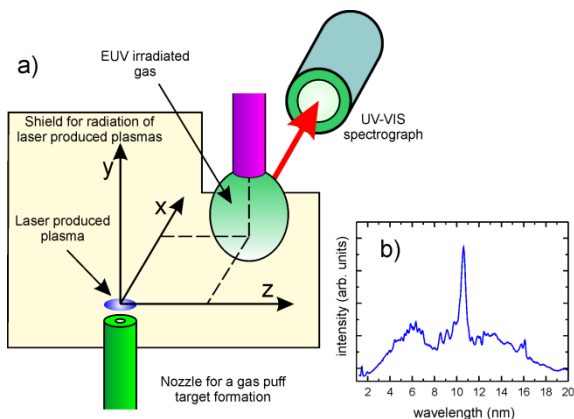 a)
EUV irradiated
gas
UV-VIS
spectrograph
Shield for radiation of
laser produced plasmas
y
x
Laser produced
plasma
z
Nozzle for a gas puff
target formation
b)
intensity (arb. units)
2 4 6 8 10 12 14 16 18 20
wavelength (nm)